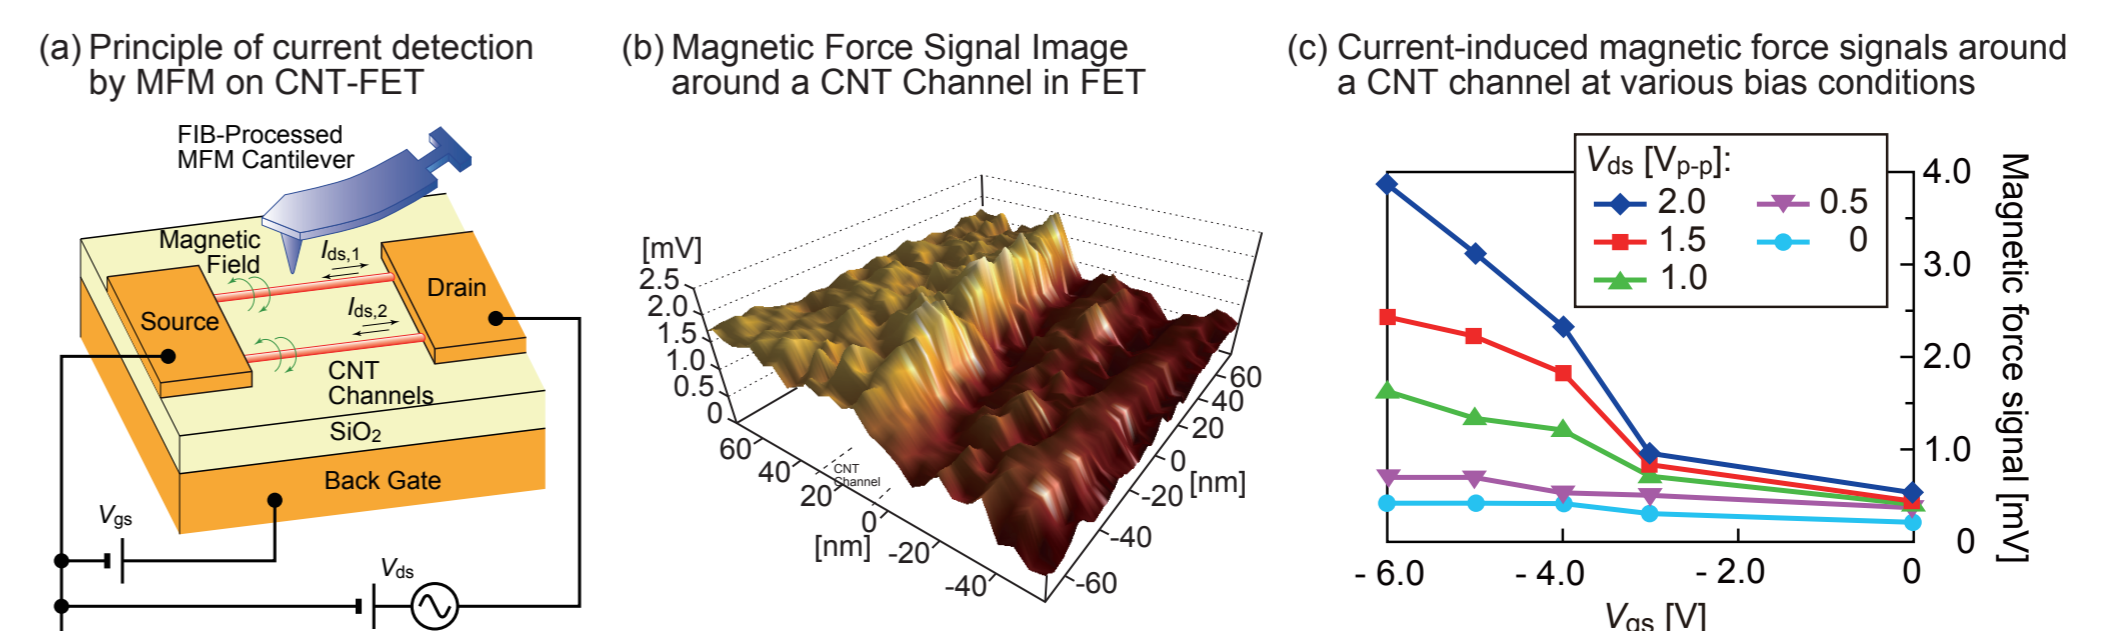 (a) Principle of current detection
by MFM on CNT-FET
FIB-Processed
MFM Cantilever
Magnetic
Field
Ids,1
Ids,2
Source
Drain
CNT
Channels
SiO2
Back Gate
Vgs
Vds
(b) Magnetic Force Signal Image
around a CNT Channel in FET
[mV]
2.5
2.0
1.5
1.0
0.5
0
60
40
20
0
-20
-40
[nm]
CNT
Channel
60
40
20
0
-20
-40
-60
[nm]
(c) Current-induced magnetic force signals around
a CNT channel at various bias conditions
Vds [Vp-p]:
2.0
1.5
1.0
0.5
0
4.0
3.0
2.0
1.0
0
Magnetic force signal [mV]
- 6.0
- 4.0
- 2.0
0
Vgs [V]